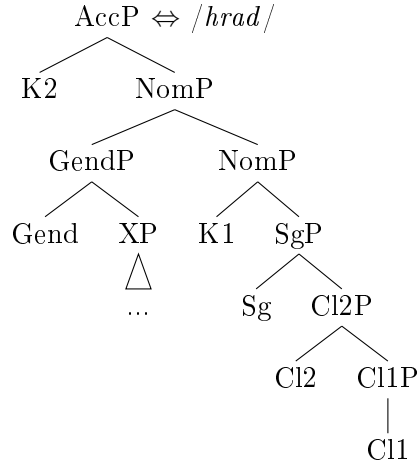 AccP ⇔ /hrad/
K2 NomP
GendP NomP
Gend XP K1 SgP
... Sg Cl2P
Cl2 Cl1P
Cl1